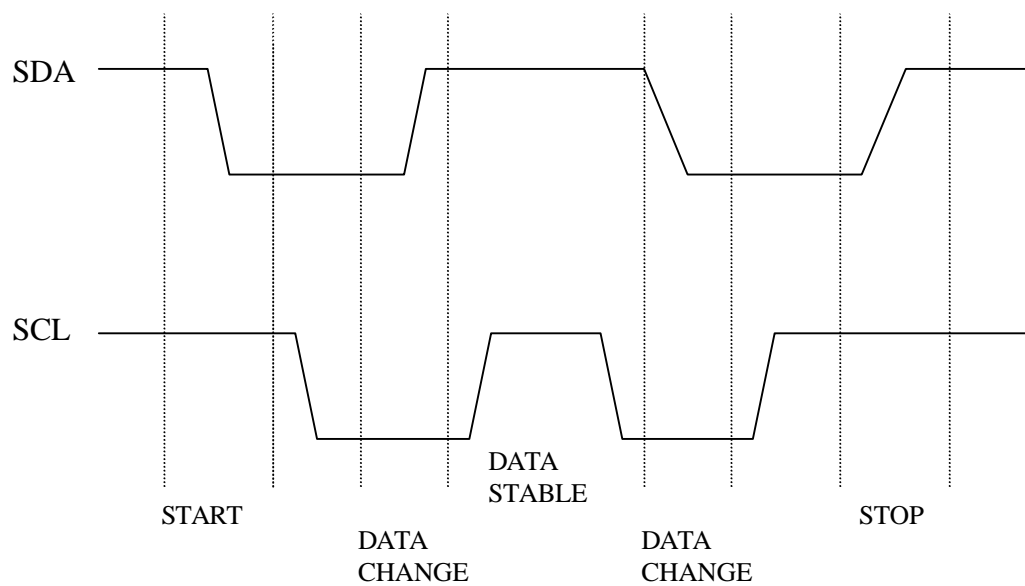 SDA
SCL
DATA
STABLE
START
STOP
DATA
CHANGE
DATA
CHANGE